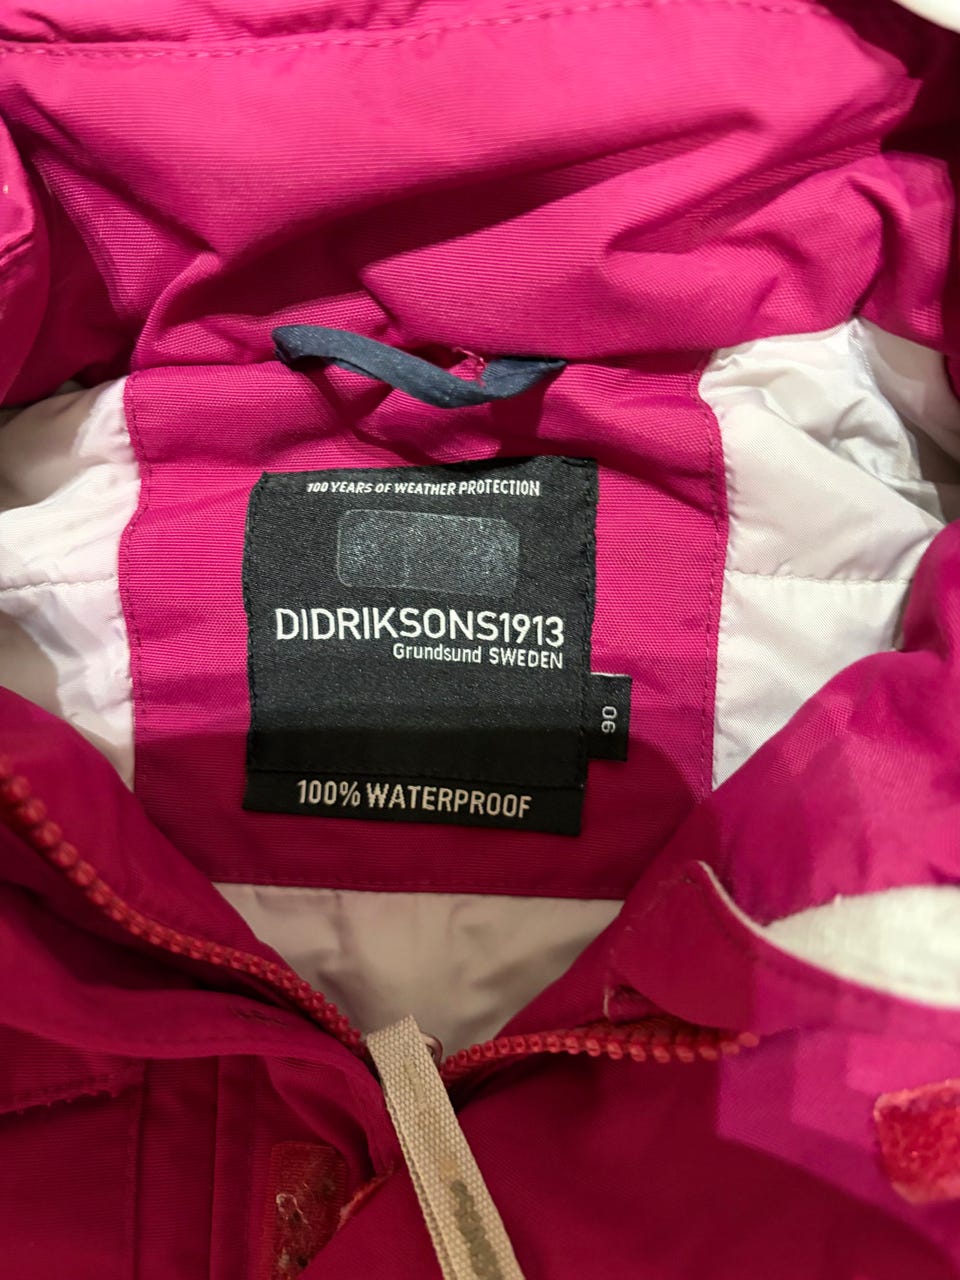 100 YEARS OF WEATHER PROTECTION
DIDRIKSONS1913
Grundsund SWEDEN
90
100% WATERPROOF